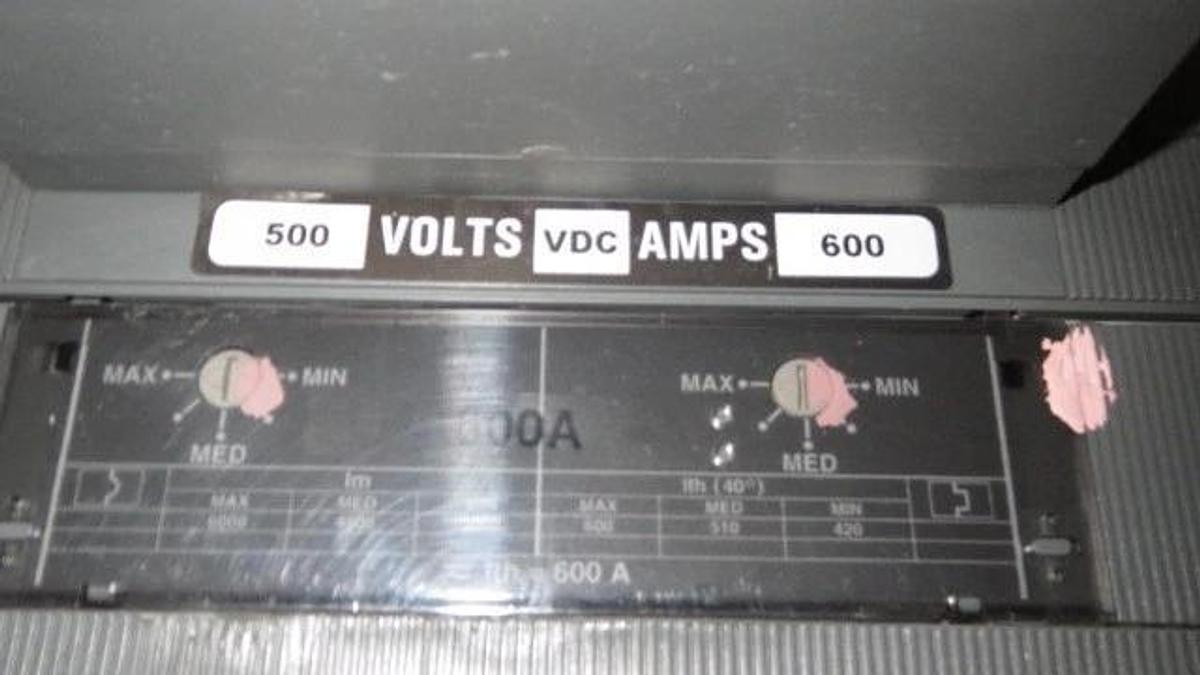 500 VOLTS VDC AMPS 600
MAX MIN MAX MIN
600A
MED MED
Im Ith (40°)
MAX MED MAX MED MIN
600 510 420
600 A